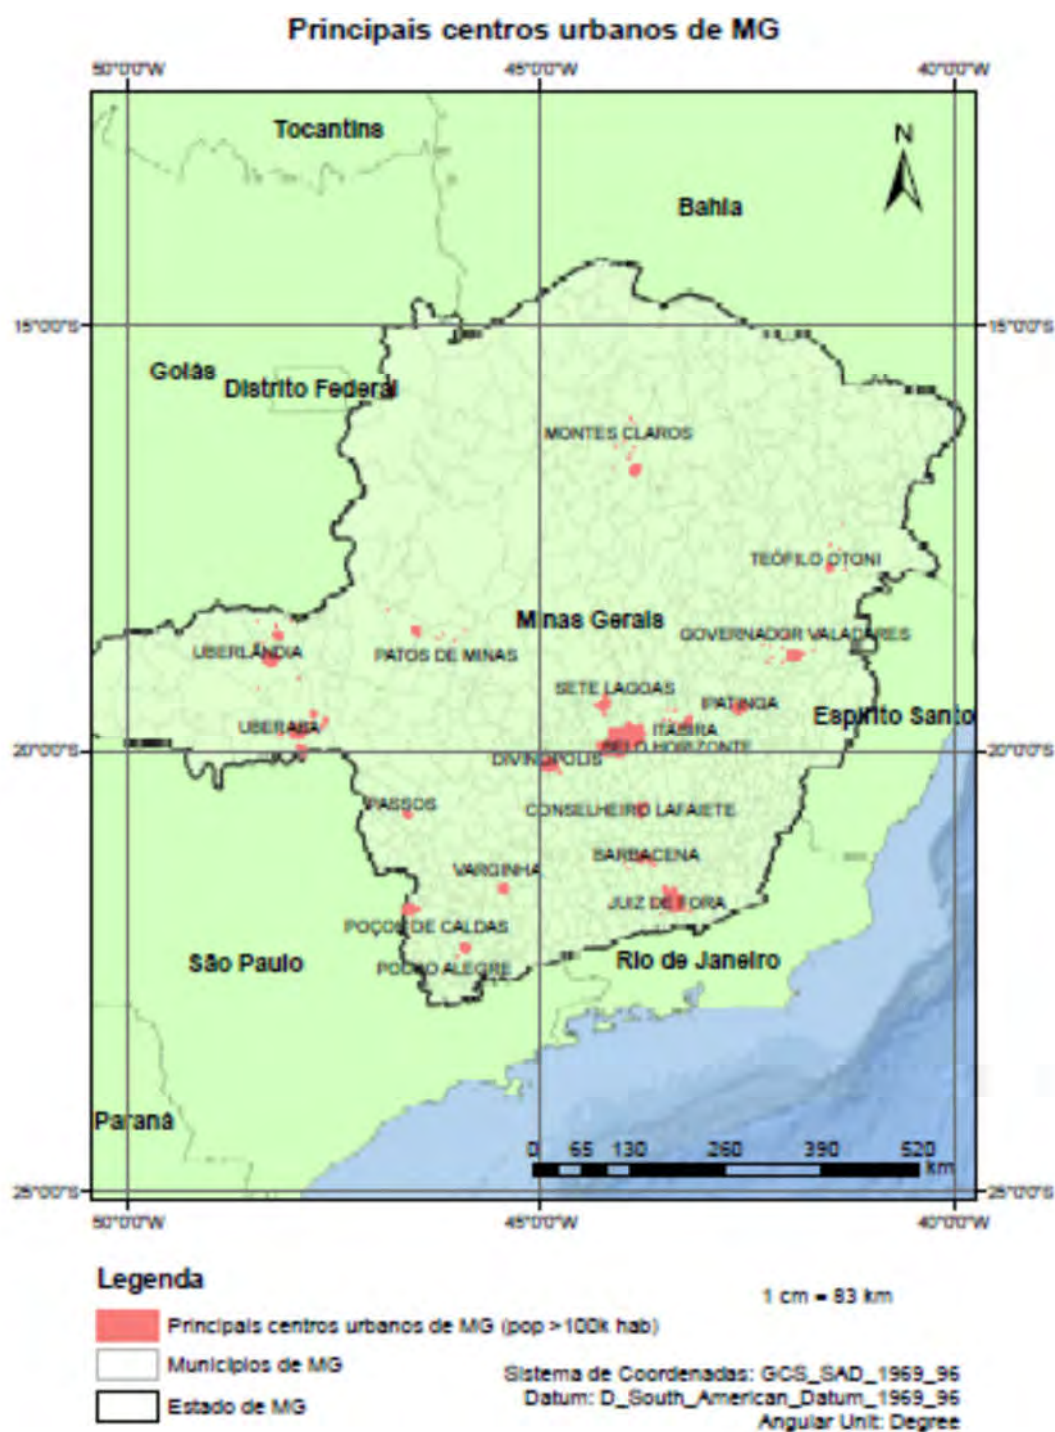 Principais centros urbanos de MG
50°0'0"W 45°0'0"W 40°0'0"W
Tocantins
N
Bahia
15°0'0"S 15°0'0"S
Goiás
Distrito Federal
MONTES CLAROS
TEÓFILO OTONI
Minas Gerais
GOVERNADOR VALADARES
UBERLÂNDIA
PATOS DE MINAS
SETE LAGOAS
IPATINGA
Espírito Santo
UBERABA
ITABIRA
20°0'0"S 20°0'0"S
BELO HORIZONTE
DIVINÓPOLIS
PASSOS
CONSELHEIRO LAFAIETE
BARBACENA
VARGINHA
JUIZ DE FORA
POÇOS DE CALDAS
São Paulo
Rio de Janeiro
POUSO ALEGRE
Paraná
0 65 130 260 390 520
km
25°0'0"S 25°0'0"S
50°0'0"W 45°0'0"W 40°0'0"W
Legenda
1 cm = 83 km
Principais centros urbanos de MG (pop >100k hab)
Municípios de MG
Estado de MG
Sistema de Coordenadas: GCS_SAD_1969_96
Datum: D_South_American_Datum_1969_96
Angular Unit: Degree